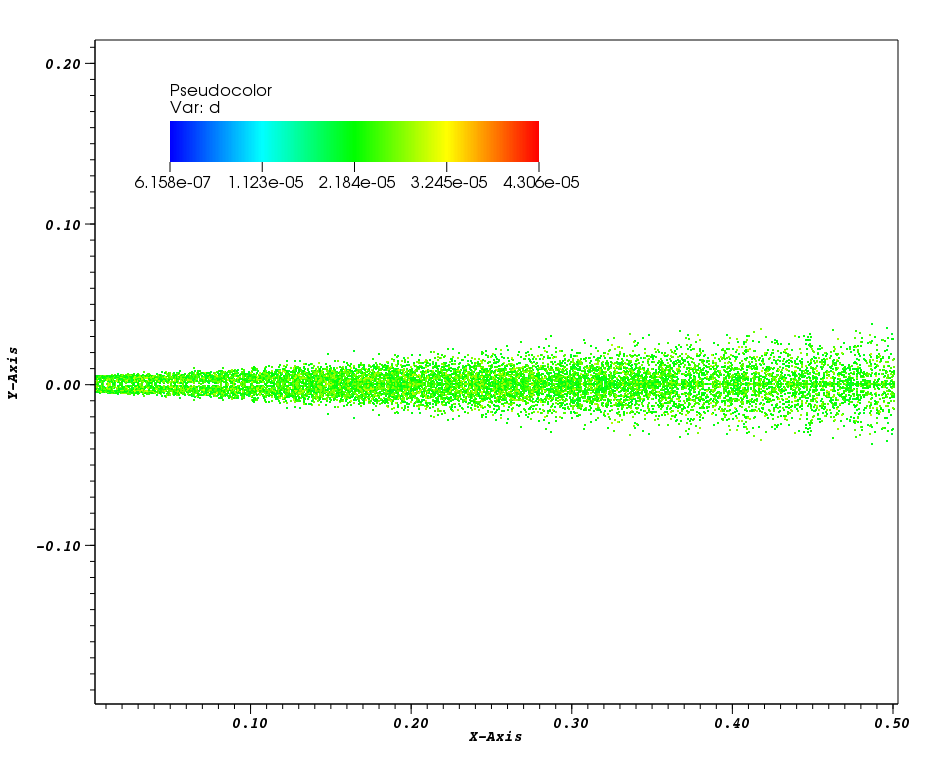 Pseudocolor
Var: d
6.158e-07 1.123e-05 2.184e-05 3.245e-05 4.306e-05
0.20
0.10
0.00
-0.10
Y-Axis
0.10 0.20 0.30 0.40 0.50
X-Axis